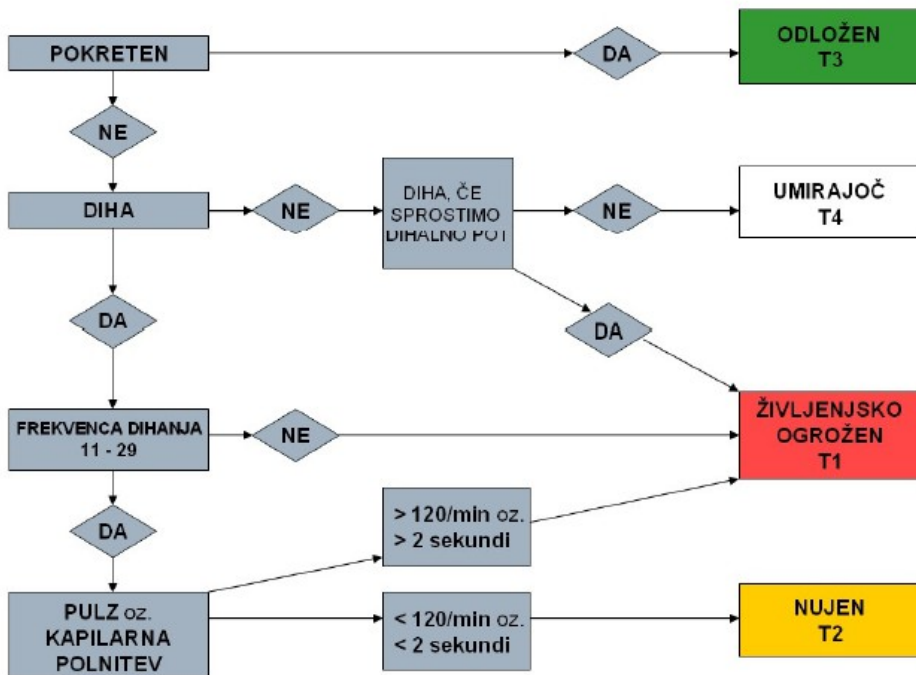 POKRETEN
DA
ODLOŽEN
T3
NE
DIHA
NE
DIHA, ČE
SPROSTIMO
DIHALNO POT
NE
UMIRAJOČ
T4
DA
DA
FREKVENCA DIHANJA
11 - 29
NE
ŽIVLJENJSKO
OGROŽEN
T1
DA
> 120/min oz.
> 2 sekundi
PULZ oz.
KAPILARNA
POLNITEV
< 120/min oz.
< 2 sekundi
NUJEN
T2